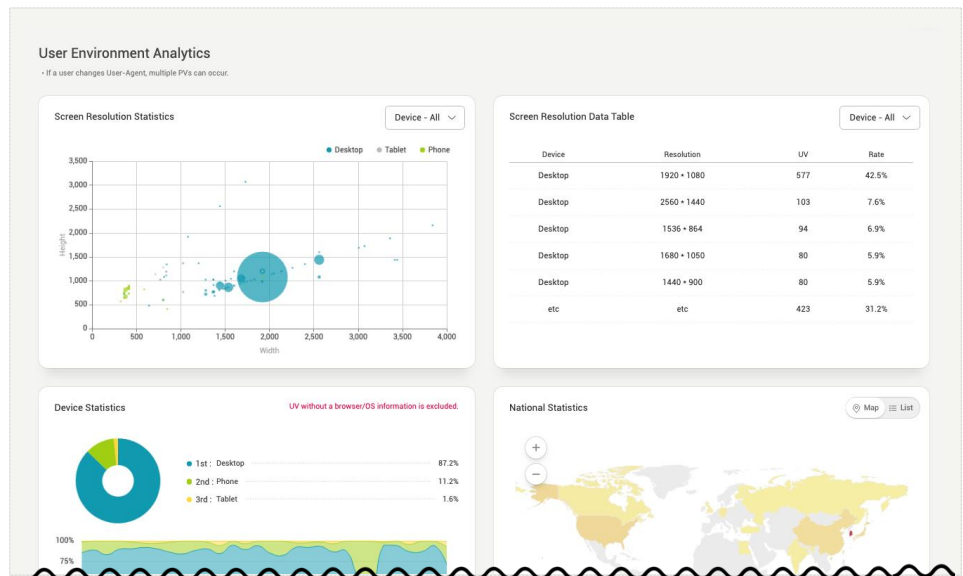 User Environment Analytics
• If a user changes User-Agent, multiple PVs can occur.
Screen Resolution Statistics
Device - All
Desktop Tablet Phone
3,500
3,000
2,500
2,000
1,500
1,000
500
0
Height
0 500 1,000 1,500 2,000 2,500 3,000 3,500 4,000
Width
Screen Resolution Data Table
Device - All
Device Resolution UV Rate
Desktop 1920 * 1080 577 42.5%
Desktop 2560 * 1440 103 7.6%
Desktop 1536 * 864 94 6.9%
Desktop 1680 * 1050 80 5.9%
Desktop 1440 * 900 80 5.9%
etc etc 423 31.2%
Device Statistics
UV without a browser/OS information is excluded.
1st : Desktop 87.2%
2nd : Phone 11.2%
3rd : Tablet 1.6%
100%
75%
National Statistics
Map List
+
−